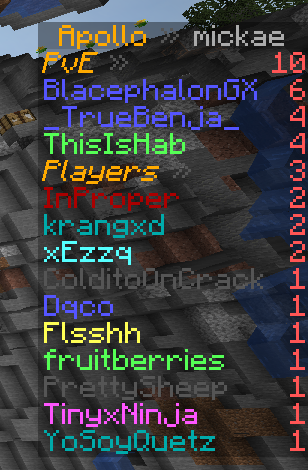 Apollo » mickae
PvE » 10
BlacephalonGX 6
_TrueBenja_ 4
ThisIsHab 4
Players » 3
InFroper 2
krangxd 2
xEzzq 2
ColditoOnCrack 1
Dqco 1
Flsshh 1
fruitberries 1
PrettySheep 1
TinyxNinja 1
YoSoyQuetz 1